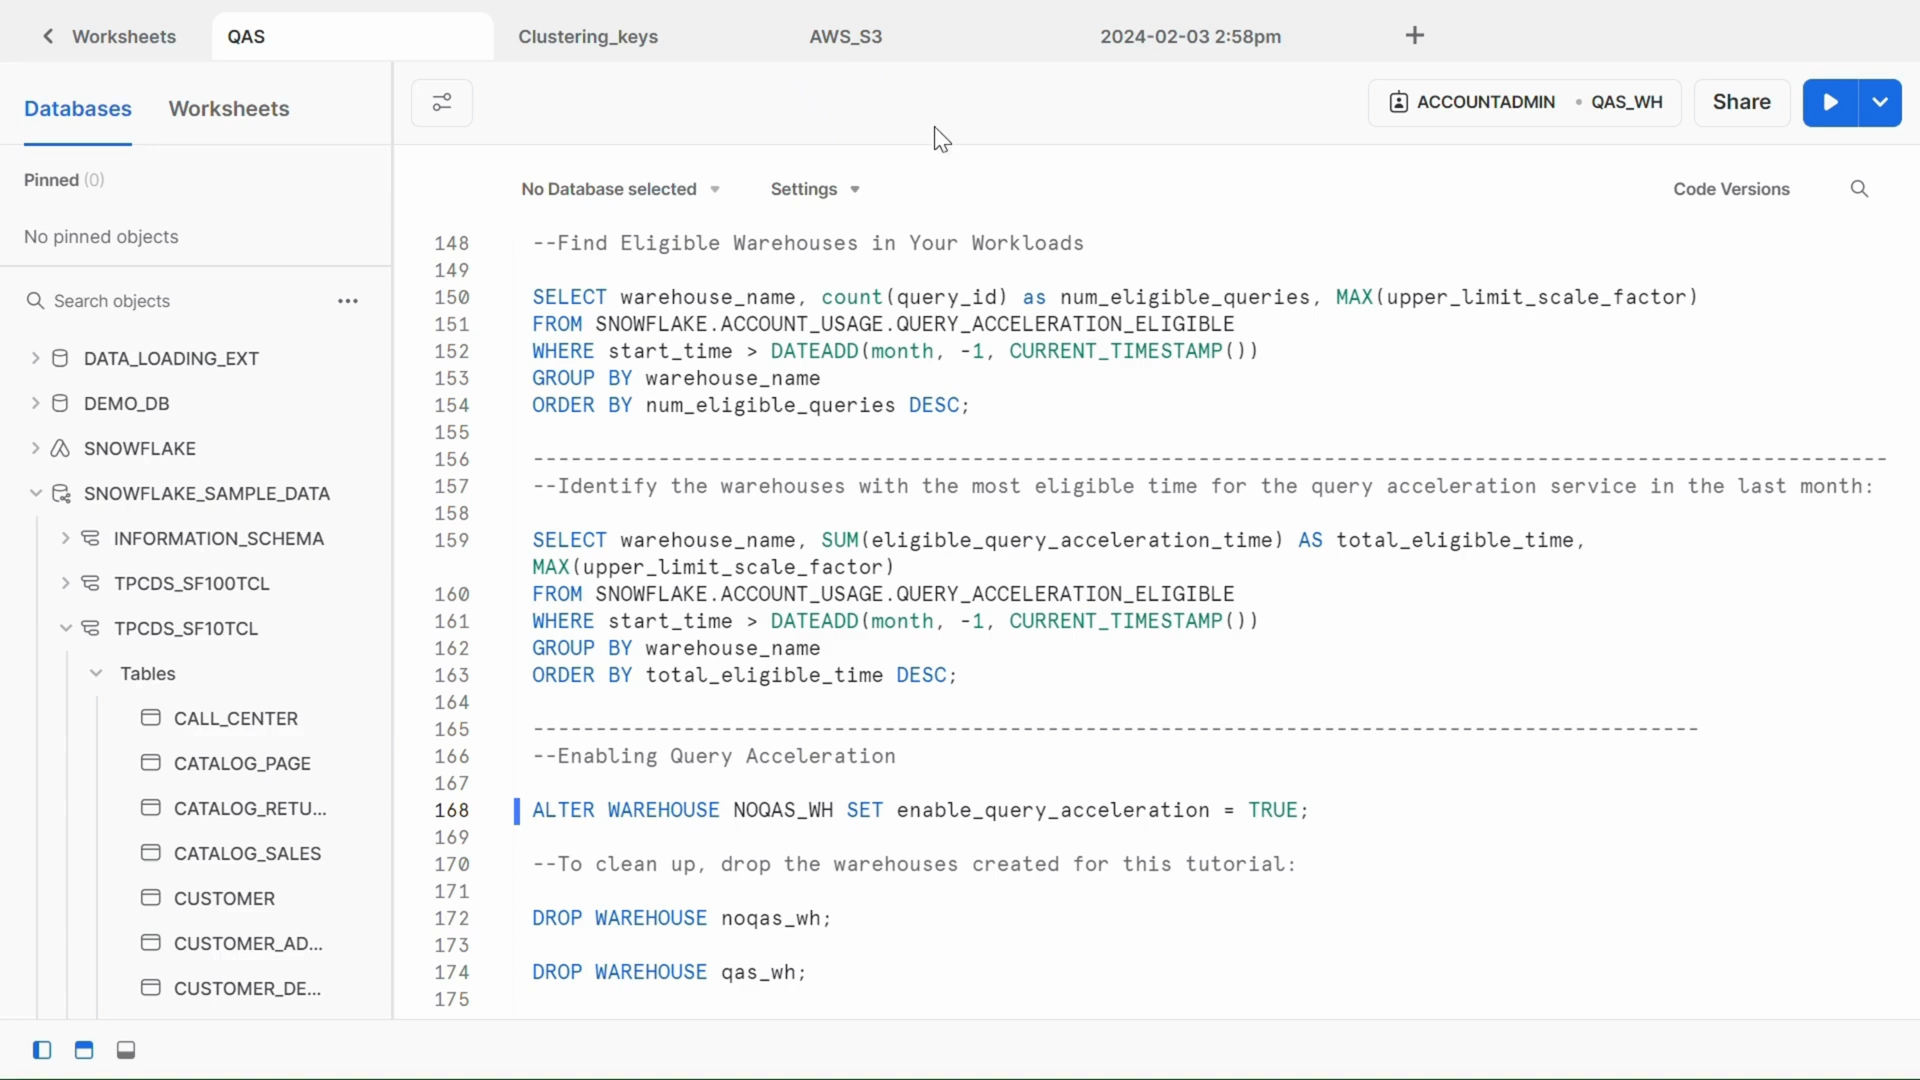 Worksheets
QAS
Clustering_keys
AWS_S3
2024-02-03 2:58pm
Databases
Worksheets
ACCOUNTADMIN
QAS_WH
Share
Pinned (0)
No pinned objects
Search objects
DATA_LOADING_EXT
DEMO_DB
SNOWFLAKE
SNOWFLAKE_SAMPLE_DATA
INFORMATION_SCHEMA
TPCDS_SF100TCL
TPCDS_SF10TCL
Tables
CALL_CENTER
CATALOG_PAGE
CATALOG_RETU...
CATALOG_SALES
CUSTOMER
CUSTOMER_AD...
CUSTOMER_DE...
No Database selected
Settings
Code Versions
148 --Find Eligible Warehouses in Your Workloads
149
150 SELECT warehouse_name, count(query_id) as num_eligible_queries, MAX(upper_limit_scale_factor)
151 FROM SNOWFLAKE.ACCOUNT_USAGE.QUERY_ACCELERATION_ELIGIBLE
152 WHERE start_time > DATEADD(month, -1, CURRENT_TIMESTAMP())
153 GROUP BY warehouse_name
154 ORDER BY num_eligible_queries DESC;
155
156 ------------------------------------------------------------------------------------------------------------
157 --Identify the warehouses with the most eligible time for the query acceleration service in the last month:
158
159 SELECT warehouse_name, SUM(eligible_query_acceleration_time) AS total_eligible_time,
MAX(upper_limit_scale_factor)
160 FROM SNOWFLAKE.ACCOUNT_USAGE.QUERY_ACCELERATION_ELIGIBLE
161 WHERE start_time > DATEADD(month, -1, CURRENT_TIMESTAMP())
162 GROUP BY warehouse_name
163 ORDER BY total_eligible_time DESC;
164
165 ---------------------------------------------------------------------------------------------
166 --Enabling Query Acceleration
167
168 ALTER WAREHOUSE NOQAS_WH SET enable_query_acceleration = TRUE;
169
170 --To clean up, drop the warehouses created for this tutorial:
171
172 DROP WAREHOUSE noqas_wh;
173
174 DROP WAREHOUSE qas_wh;
175